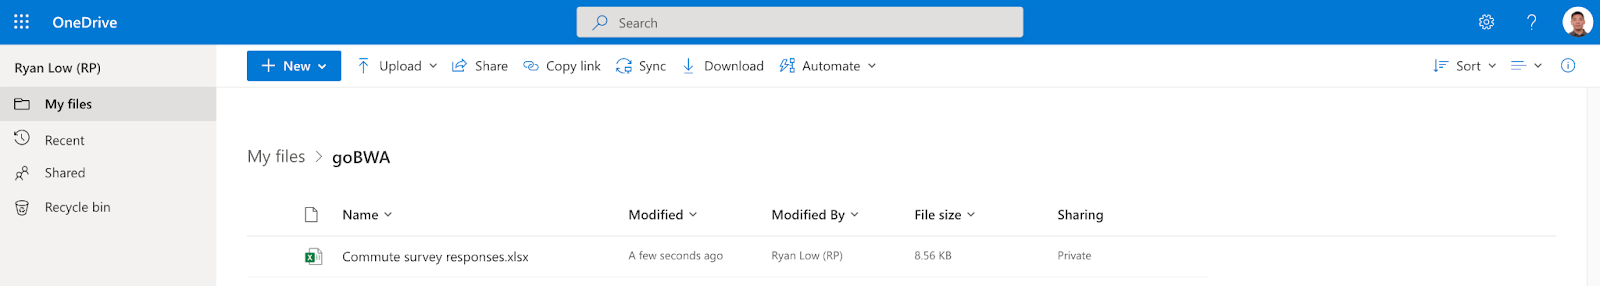 OneDrive
Search
?
Ryan Low (RP)
My files
Recent
Shared
Recycle bin
+ New
Upload
Share
Copy link
Sync
Download
Automate
Sort
My files > goBWA
Name Modified Modified By File size Sharing
Commute survey responses.xlsx A few seconds ago Ryan Low (RP) 8.56 KB Private